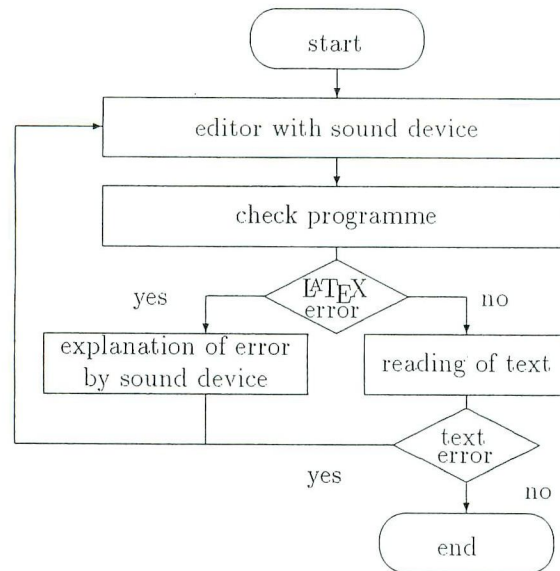 start
editor with sound device
check programme
LATEX
error
yes
no
explanation of error
by sound device
reading of text
text
error
yes
no
end